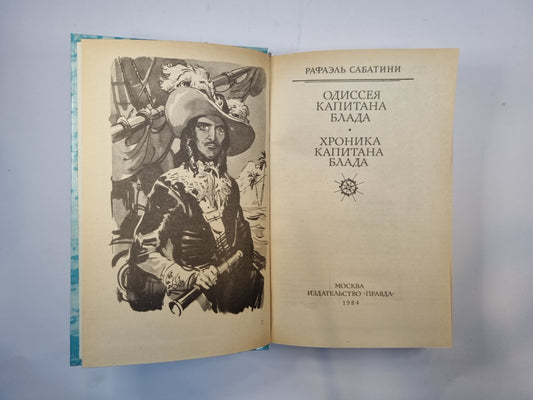 РАФАЭЛЬ САБАТИНИ
ОДИССЕЯ
КАПИТАНА
БЛАДА
•
ХРОНИКА
КАПИТАНА
БЛАДА
МОСКВА
ИЗДАТЕЛЬСТВО «ПРАВДА»
1984